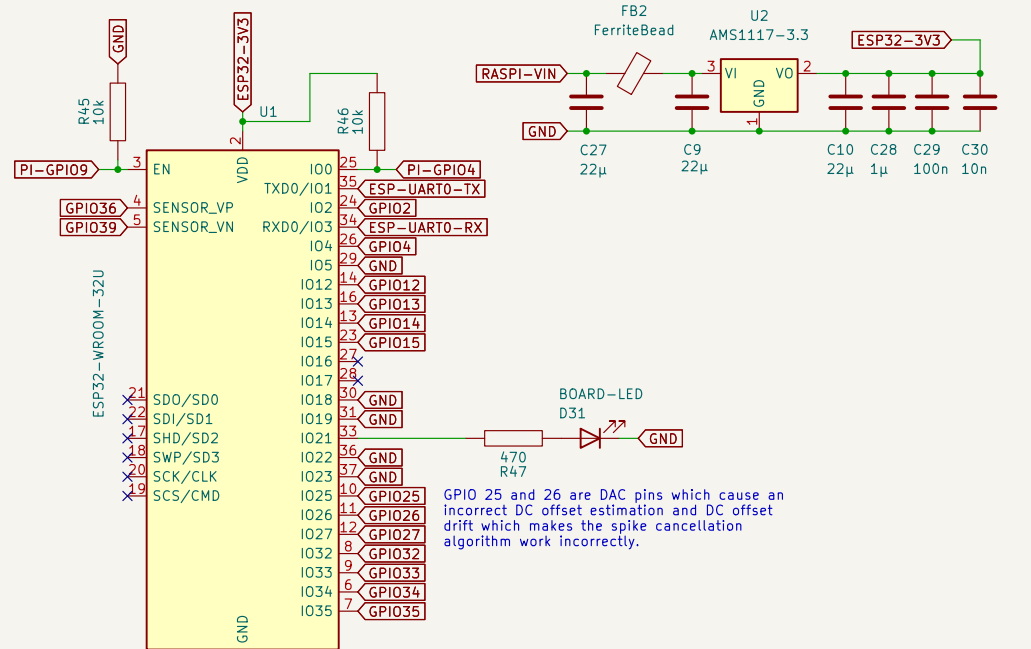 FB2
FerriteBead
U2
AMS1117-3.3
ESP32-3V3
RASPI-VIN
3
VI
VO
2
GND
1
GND
C27
22µ
C9
22µ
C10
22µ
C28
1µ
C29
100n
C30
10n
GND
ESP32-3V3
R45
10k
U1
R46
10k
2
VDD
PI-GPIO9
3
EN
GPIO36
4
SENSOR_VP
GPIO39
5
SENSOR_VN
ESP32-WROOM-32U
21
SDO/SD0
22
SDI/SD1
17
SHD/SD2
18
SWP/SD3
20
SCK/CLK
19
SCS/CMD
GND
IO0
25
PI-GPIO4
TXD0/IO1
35
ESP-UART0-TX
IO2
24
GPIO2
RXD0/IO3
34
ESP-UART0-RX
IO4
26
GPIO4
IO5
29
GND
IO12
14
GPIO12
IO13
16
GPIO13
IO14
13
GPIO14
IO15
23
GPIO15
IO16
27
IO17
28
IO18
30
GND
IO19
31
GND
IO21
33
IO22
36
GND
IO23
37
GND
IO25
10
GPIO25
IO26
11
GPIO26
IO27
12
GPIO27
IO32
8
GPIO32
IO33
9
GPIO33
IO34
6
GPIO34
IO35
7
GPIO35
470
R47
BOARD-LED
D31
GND
GPIO 25 and 26 are DAC pins which cause an
incorrect DC offset estimation and DC offset
drift which makes the spike cancellation
algorithm work incorrectly.